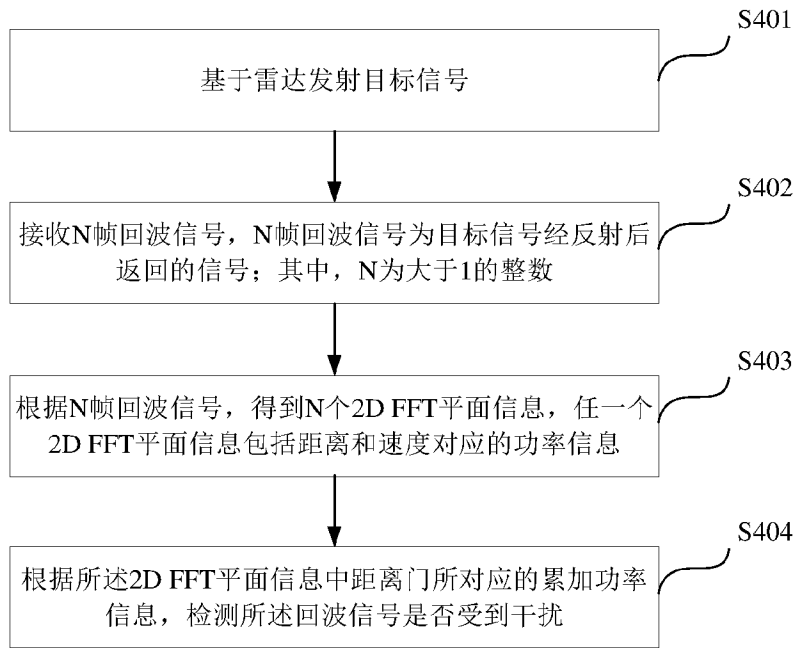 S401
基于雷达发射目标信号
S402
接收N帧回波信号，N帧回波信号为目标信号经反射后
返回的信号；其中，N为大于1的整数
S403
根据N帧回波信号，得到N个2D FFT平面信息，任一个
2D FFT平面信息包括距离和速度对应的功率信息
S404
根据所述2D FFT平面信息中距离门所对应的累加功率
信息，检测所述回波信号是否受到干扰